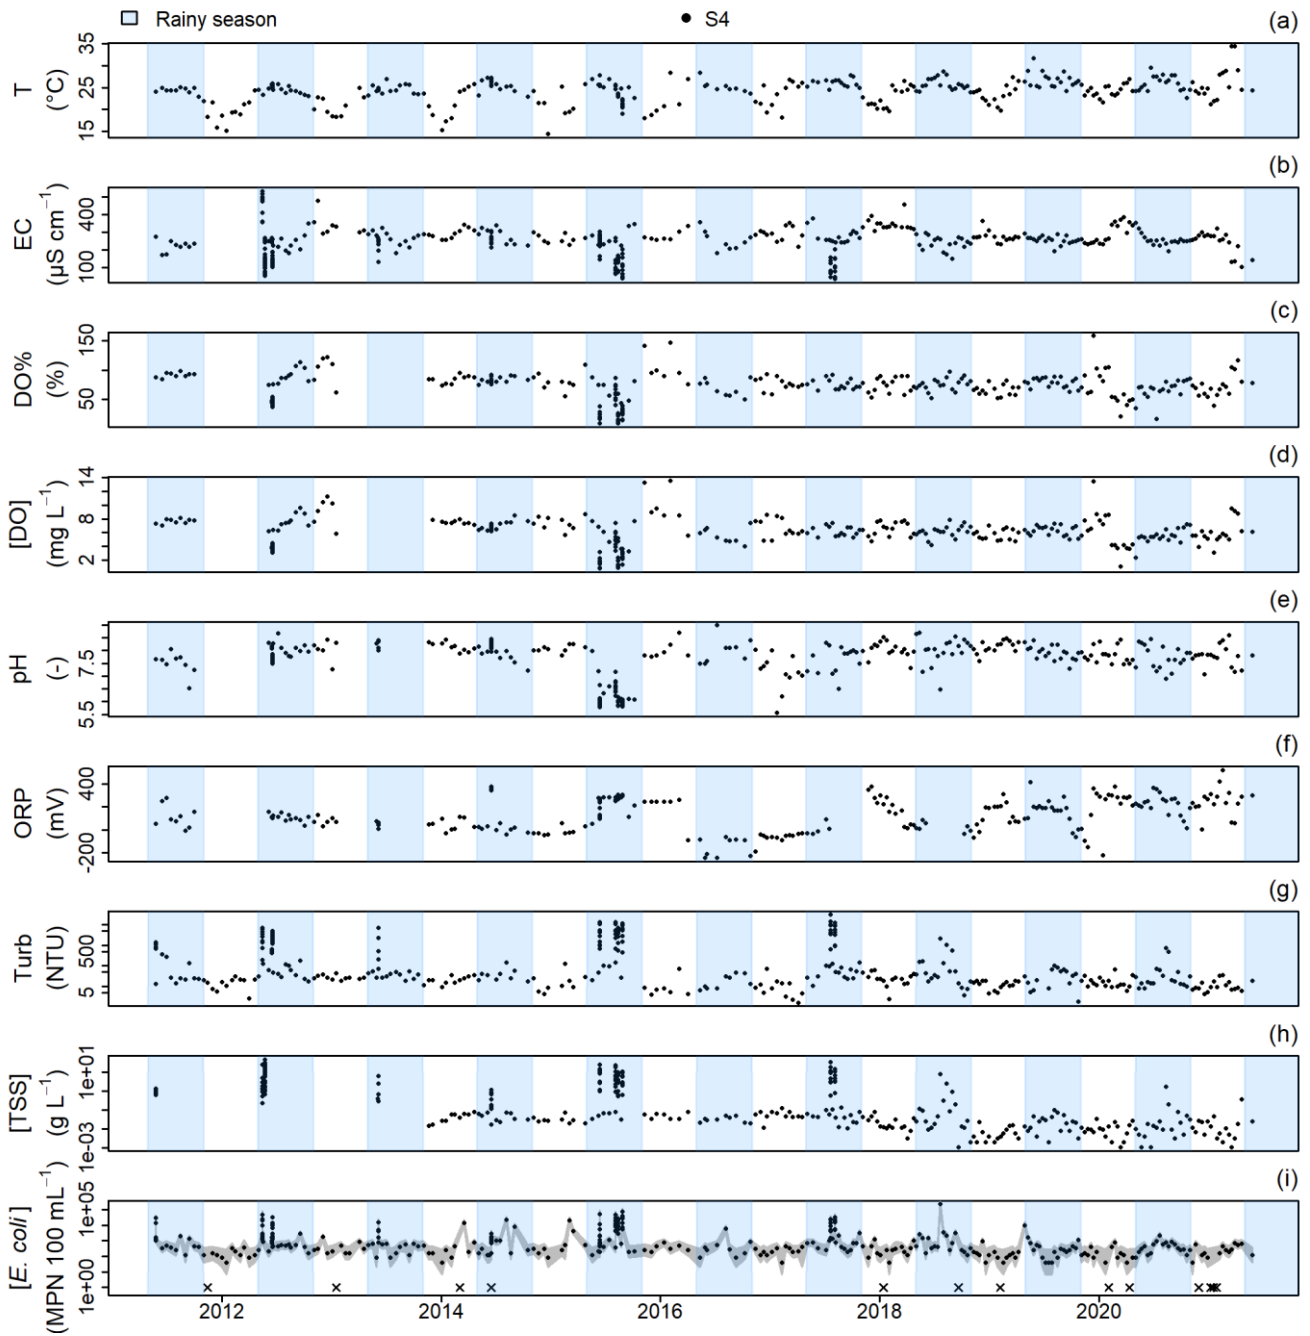 Rainy season
S4
(a)
T
(°C)
35
25
15
(b)
EC
(µS cm−1)
400
100
(c)
DO%
(%)
150
50
(d)
[DO]
(mg L−1)
14
8
2
(e)
pH
(-)
7.5
5.5
(f)
ORP
(mV)
400
-200
(g)
Turb
(NTU)
500
5
(h)
[TSS]
(g L−1)
1e+01
1e-03
(i)
[E. coli]
(MPN 100 mL−1)
1e+05
1e+00
2012
2014
2016
2018
2020